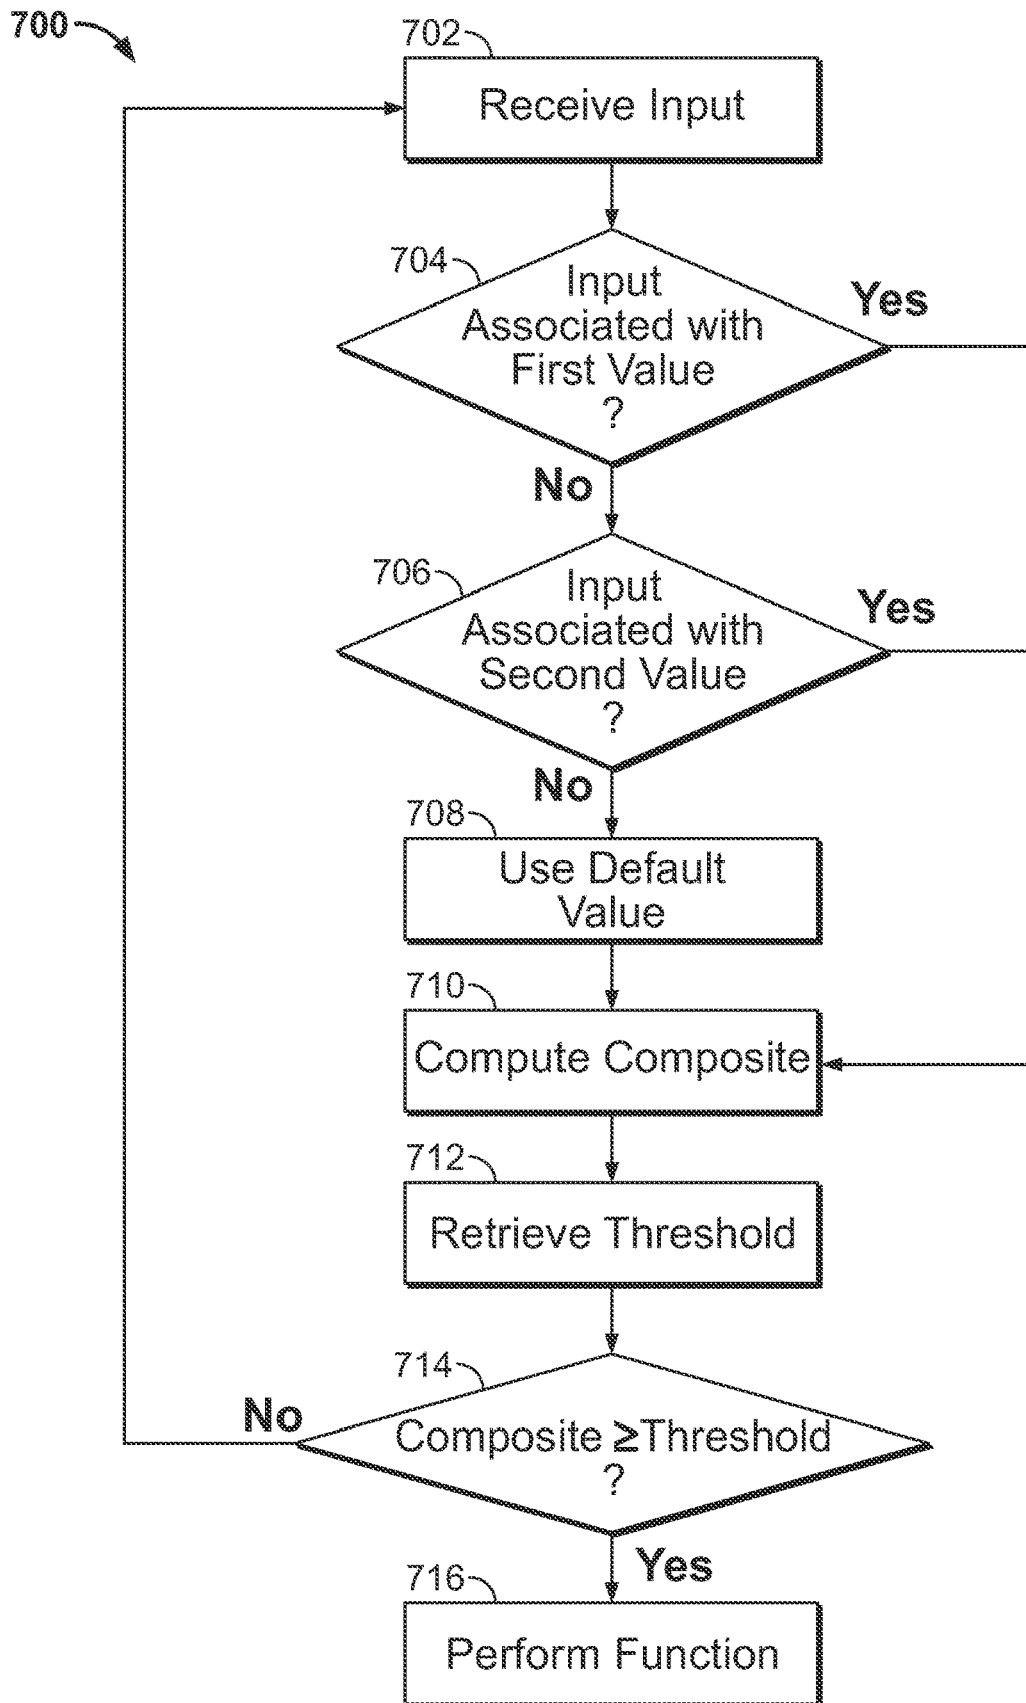 700
702
Receive Input
704
Input
Associated with
First Value
?
Yes
No
706
Input
Associated with
Second Value
?
Yes
No
708
Use Default
Value
710
Compute Composite
712
Retrieve Threshold
714
Composite ≥Threshold
?
No
Yes
716
Perform Function